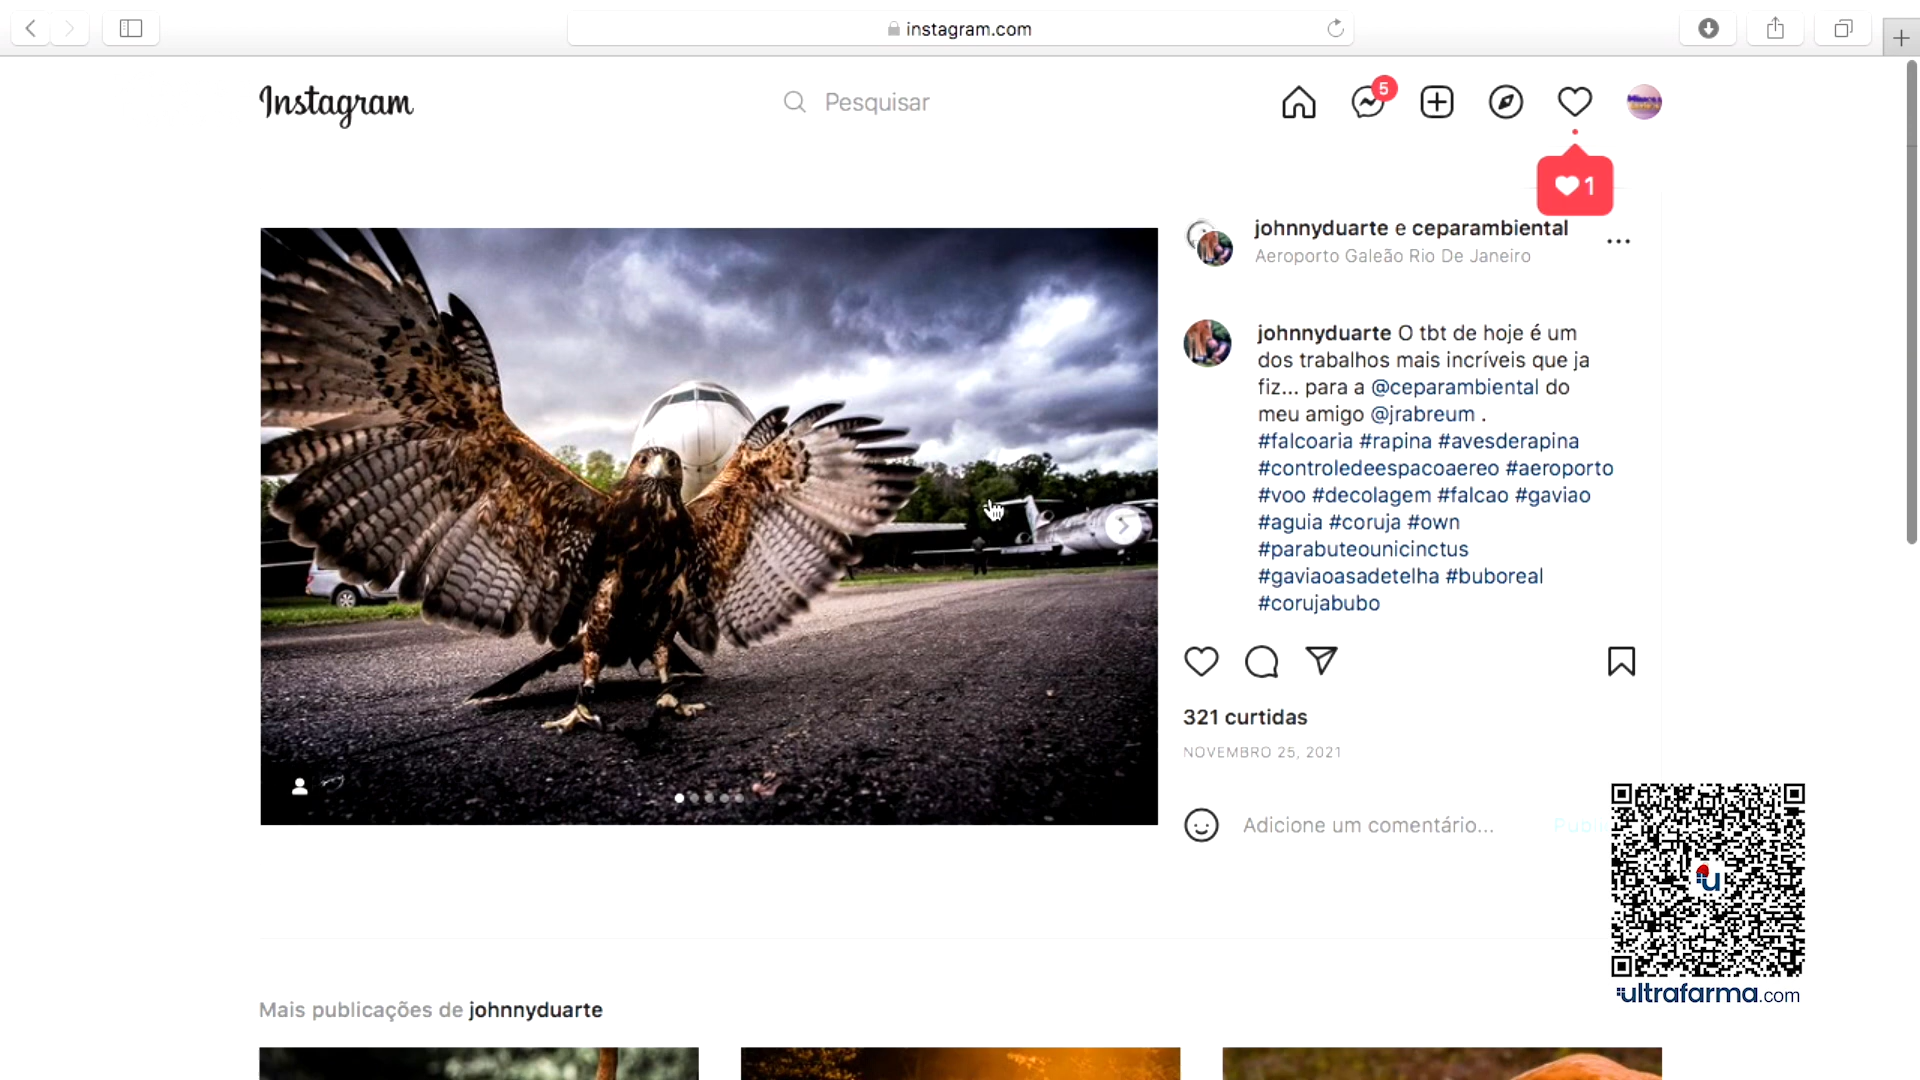 instagram.com
Instagram
Pesquisar
5
1
johnnyduarte e ceparambiental
Aeroporto Galeão Rio De Janeiro
johnnyduarte O tbt de hoje é um
dos trabalhos mais incríveis que ja
fiz... para a @ceparambiental do
meu amigo @jrabreum .
#falcoaria #rapina #avesderapina
#controledeespacoaereo #aeroporto
#voo #decolagem #falcao #gaviao
#aguia #coruja #own
#parabuteounicinctus
#gaviaoasadetelha #buboreal
#corujabubo
321 curtidas
NOVEMBRO 25, 2021
Adicione um comentário...
u
ultrafarma.com
Mais publicações de johnnyduarte